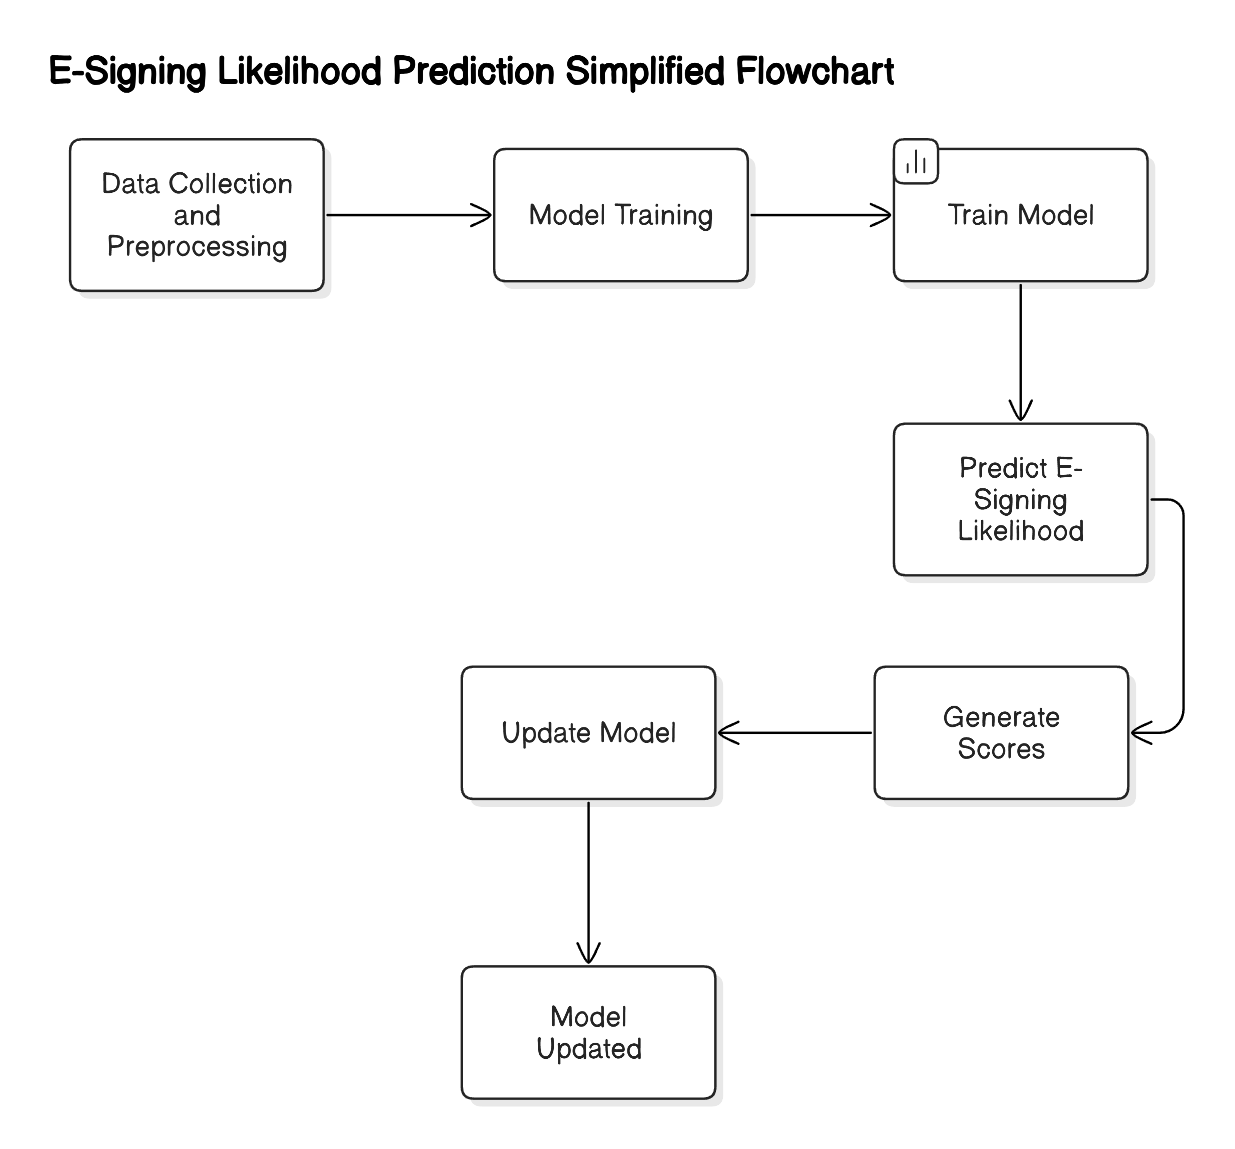 E-Signing Likelihood Prediction Simplified Flowchart
Data Collection
and
Preprocessing
Model Training
Train Model
Predict E-
Signing
Likelihood
Generate
Scores
Update Model
Model
Updated